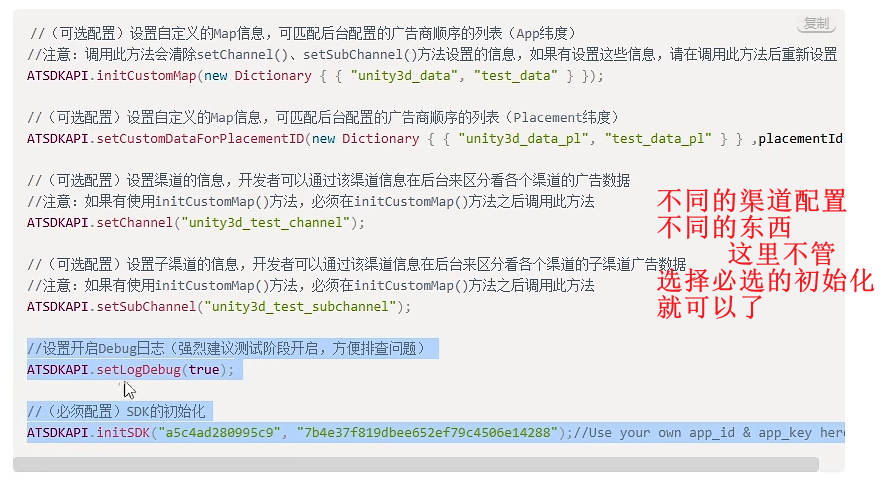 复制
//（可选配置）设置自定义的Map信息，可匹配后台配置的广告商顺序的列表（App纬度）
//注意：调用此方法会清除setChannel()、setSubChannel()方法设置的信息，如果有设置这些信息，请在调用此方法后重新设置
ATSDKAPI.initCustomMap(new Dictionary { { "unity3d_data", "test_data" } });
//（可选配置）设置自定义的Map信息，可匹配后台配置的广告商顺序的列表（Placement纬度）
ATSDKAPI.setCustomDataForPlacementID(new Dictionary { { "unity3d_data_pl", "test_data_pl" } } ,placementId
//（可选配置）设置渠道的信息，开发者可以通过该渠道信息在后台来区分看各个渠道的广告数据
//注意：如果有使用initCustomMap()方法，必须在initCustomMap()方法之后调用此方法
ATSDKAPI.setChannel("unity3d_test_channel");
//（可选配置）设置子渠道的信息，开发者可以通过该渠道信息在后台来区分看各个渠道的子渠道广告数据
//注意：如果有使用initCustomMap()方法，必须在initCustomMap()方法之后调用此方法
ATSDKAPI.setSubChannel("unity3d_test_subchannel");
不同的渠道配置
不同的东西
这里不管
选择必选的初始化
就可以了
//设置开启Debug日志（强烈建议测试阶段开启，方便排查问题）
ATSDKAPI.setLogDebug(true);
//（必须配置）SDK的初始化
ATSDKAPI.initSDK("a5c4ad280995c9", "7b4e37f819dbee652ef79c4506e14288");//Use your own app_id & app_key here